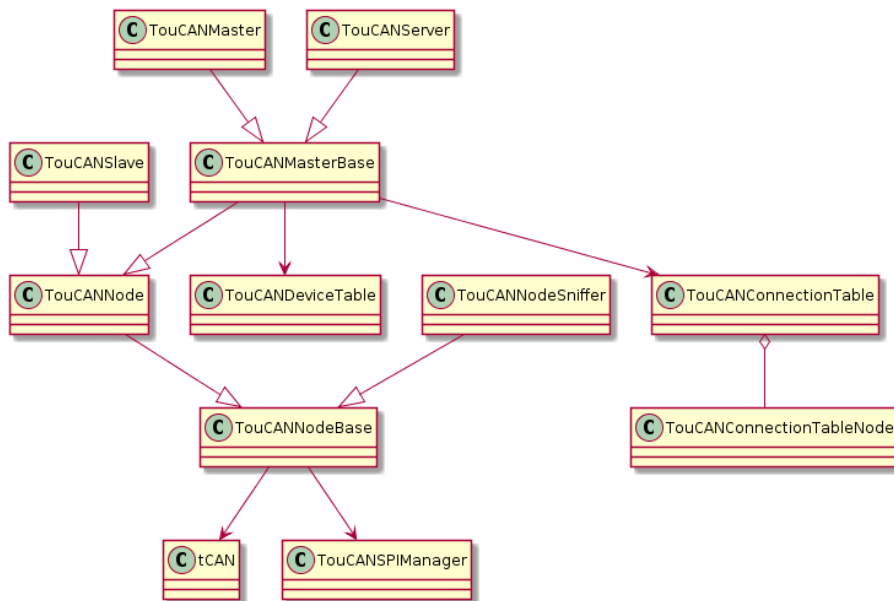 C TouCANMaster
C TouCANServer
C TouCANSlave
C TouCANMasterBase
C TouCANNode
C TouCANDeviceTable
C TouCANNodeSniffer
C TouCANConnectionTable
C TouCANNodeBase
C TouCANConnectionTableNode
C tCAN
C TouCANSPIManager